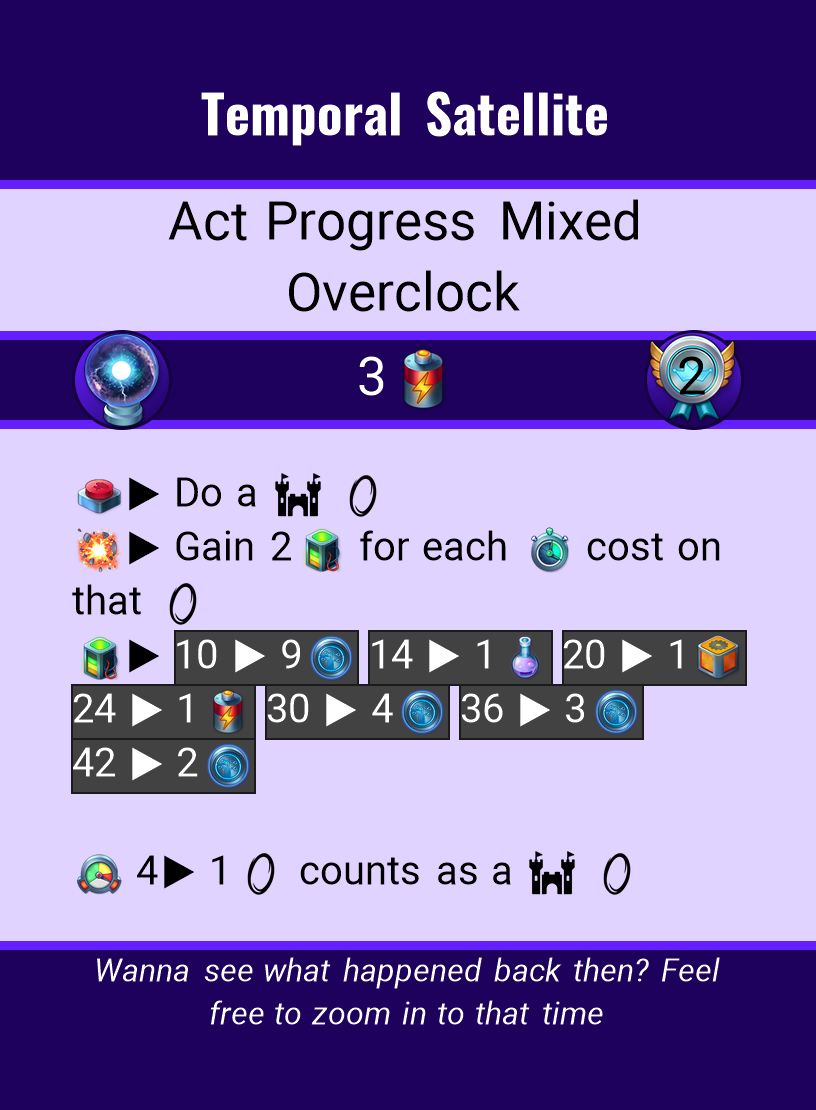 Temporal Satellite
Act Progress Mixed
Overclock
3
2
Do a
Gain 2 for each cost on
that
10 ▶ 9 14 ▶ 1 20 ▶ 1
24 ▶ 1 30 ▶ 4 36 ▶ 3
42 ▶ 2
4▶ 1 counts as a
Wanna see what happened back then? Feel
free to zoom in to that time